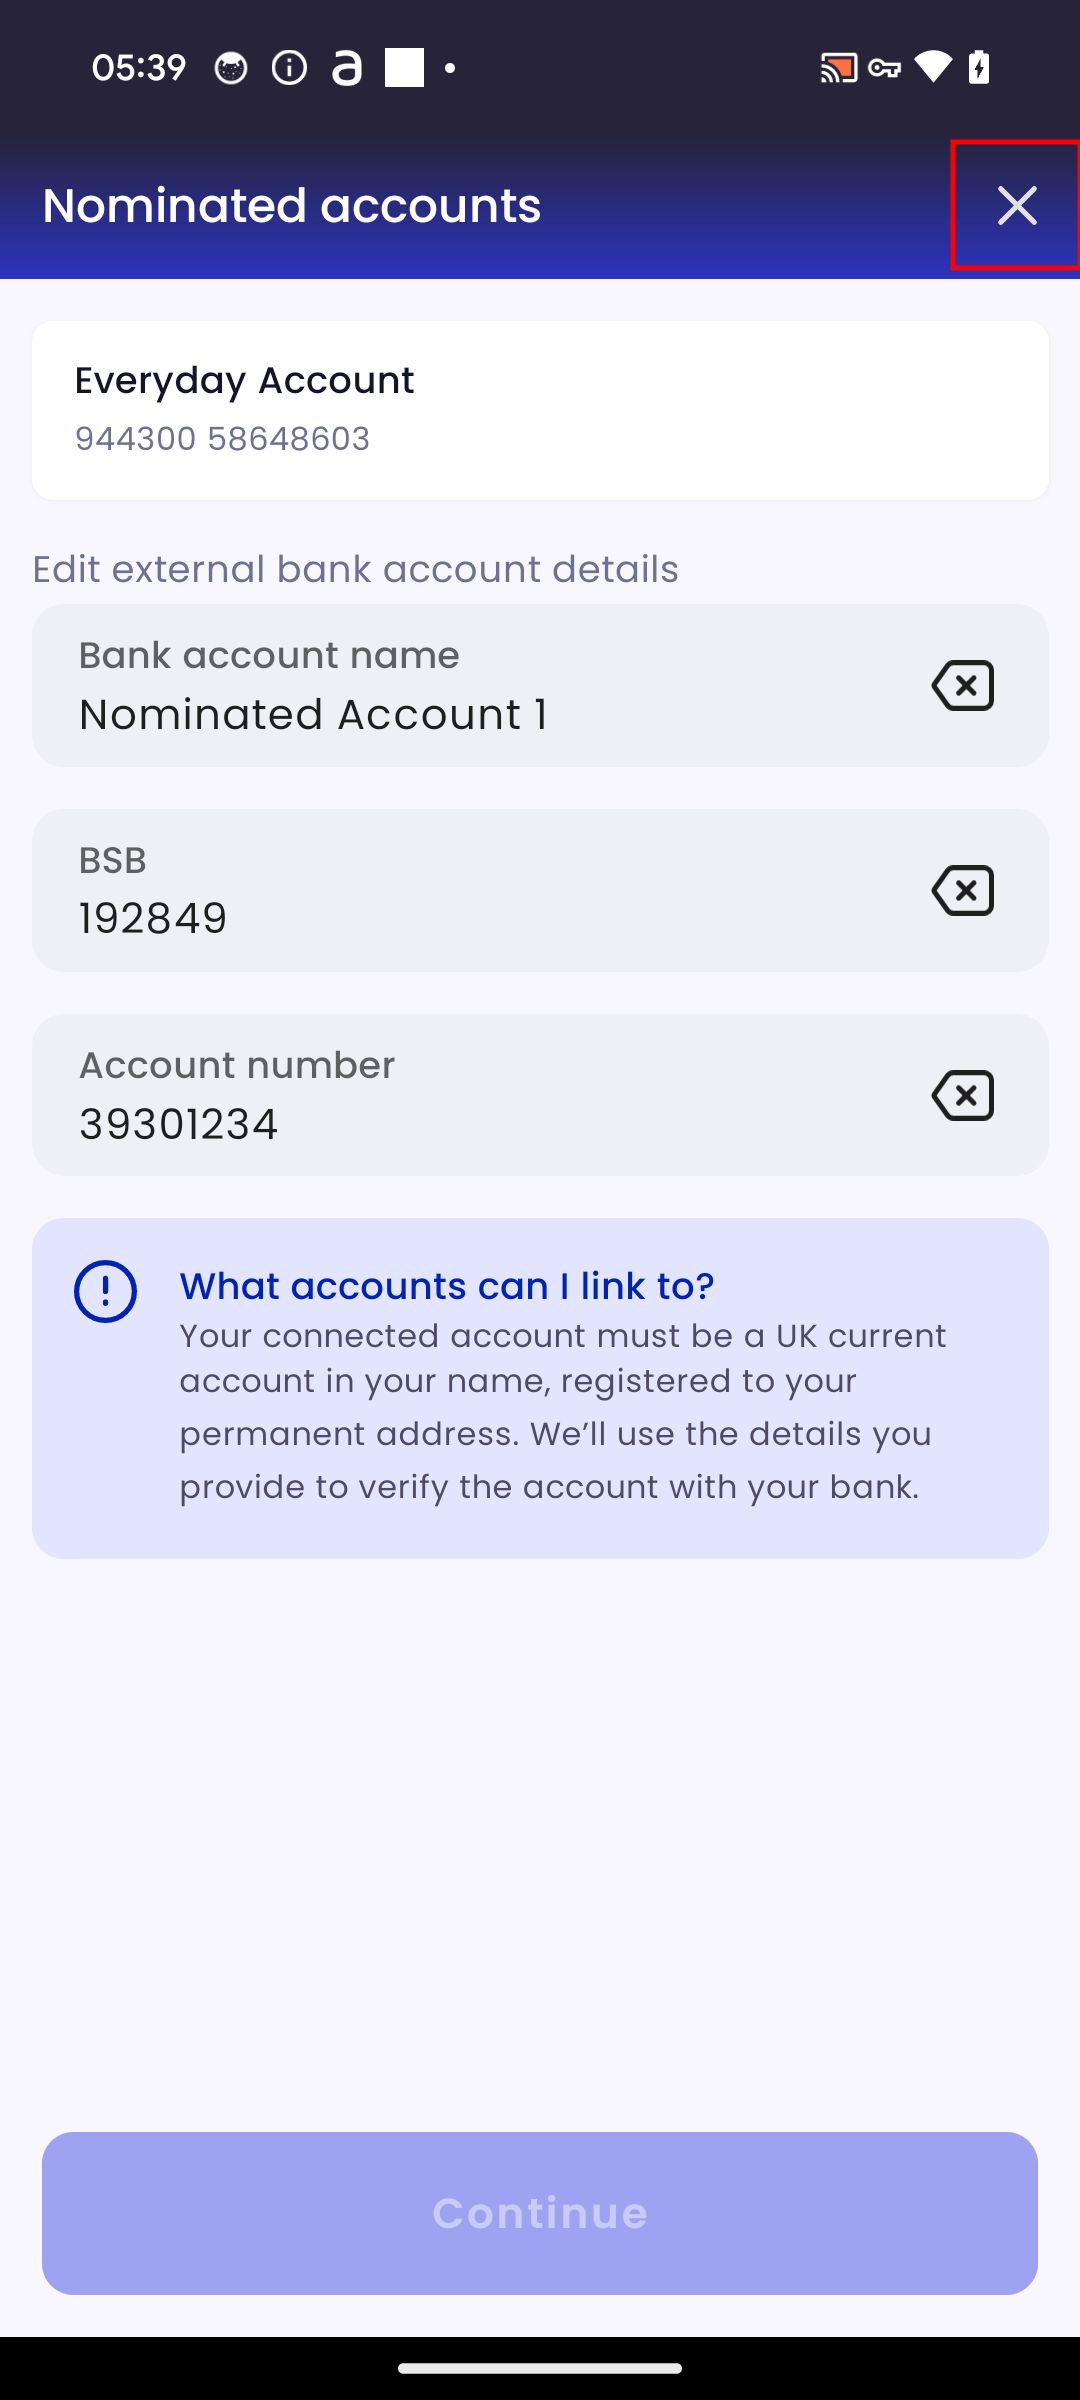 05:39
Nominated accounts
Everyday Account
944300 58648603
Edit external bank account details
Bank account name
Nominated Account 1
BSB
192849
Account number
39301234
What accounts can I link to?
Your connected account must be a UK current
account in your name, registered to your
permanent address. We’ll use the details you
provide to verify the account with your bank.
Continue